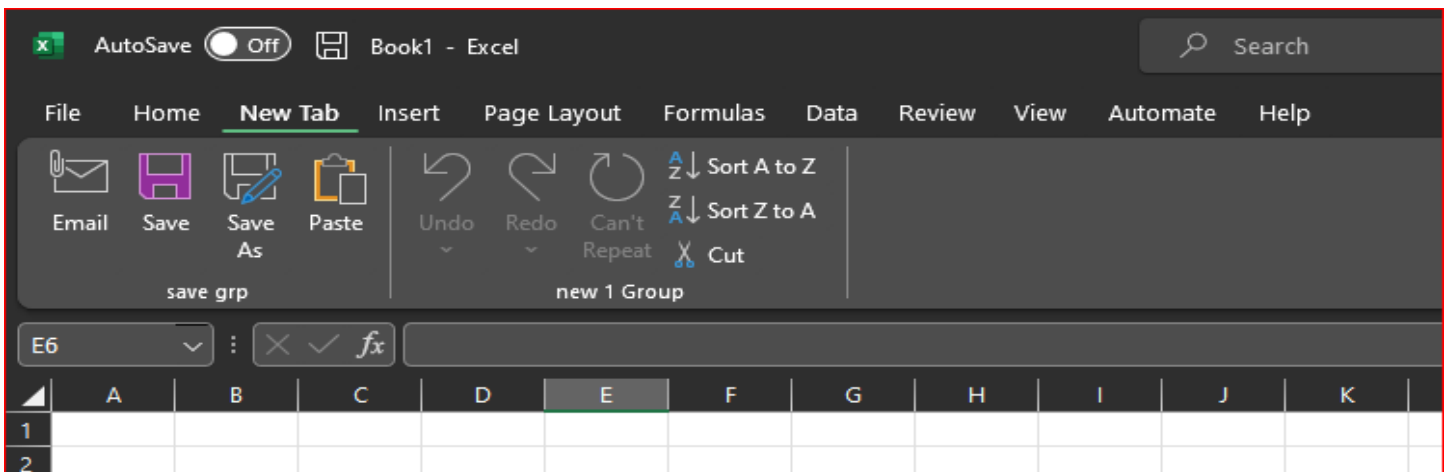 AutoSave Off Book1 - Excel Search
File Home New Tab Insert Page Layout Formulas Data Review View Automate Help
Email Save Save As Paste
save grp
Undo Redo Can't Repeat
Sort A to Z
Sort Z to A
Cut
new 1 Group
E6 fx
A B C D E F G H I J K
1
2